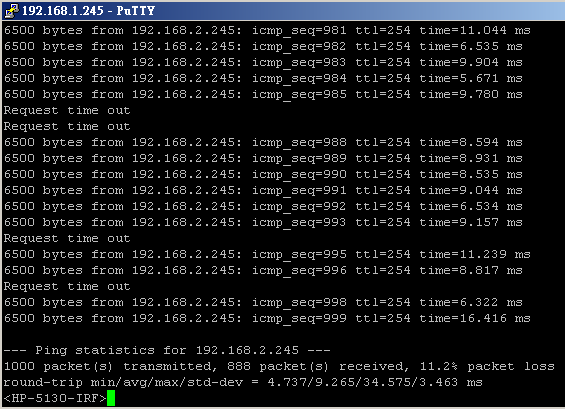 192.168.1.245 - PuTTY
6500 bytes from 192.168.2.245: icmp_seq=981 ttl=254 time=11.044 ms
6500 bytes from 192.168.2.245: icmp_seq=982 ttl=254 time=6.535 ms
6500 bytes from 192.168.2.245: icmp_seq=983 ttl=254 time=9.904 ms
6500 bytes from 192.168.2.245: icmp_seq=984 ttl=254 time=5.671 ms
6500 bytes from 192.168.2.245: icmp_seq=985 ttl=254 time=9.780 ms
Request time out
Request time out
6500 bytes from 192.168.2.245: icmp_seq=988 ttl=254 time=8.594 ms
6500 bytes from 192.168.2.245: icmp_seq=989 ttl=254 time=8.931 ms
6500 bytes from 192.168.2.245: icmp_seq=990 ttl=254 time=8.535 ms
6500 bytes from 192.168.2.245: icmp_seq=991 ttl=254 time=9.044 ms
6500 bytes from 192.168.2.245: icmp_seq=992 ttl=254 time=6.534 ms
6500 bytes from 192.168.2.245: icmp_seq=993 ttl=254 time=9.157 ms
Request time out
6500 bytes from 192.168.2.245: icmp_seq=995 ttl=254 time=11.239 ms
6500 bytes from 192.168.2.245: icmp_seq=996 ttl=254 time=8.817 ms
Request time out
6500 bytes from 192.168.2.245: icmp_seq=998 ttl=254 time=6.322 ms
6500 bytes from 192.168.2.245: icmp_seq=999 ttl=254 time=16.416 ms
--- Ping statistics for 192.168.2.245 ---
1000 packet(s) transmitted, 888 packet(s) received, 11.2% packet loss
round-trip min/avg/max/std-dev = 4.737/9.265/34.575/3.463 ms
<HP-5130-IRF>